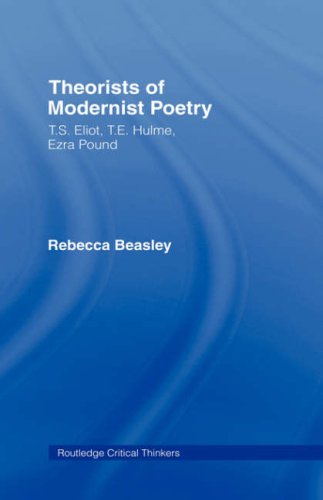 Theorists of
Modernist Poetry
T.S. Eliot, T.E. Hulme,
Ezra Pound
Rebecca Beasley
Routledge Critical Thinkers